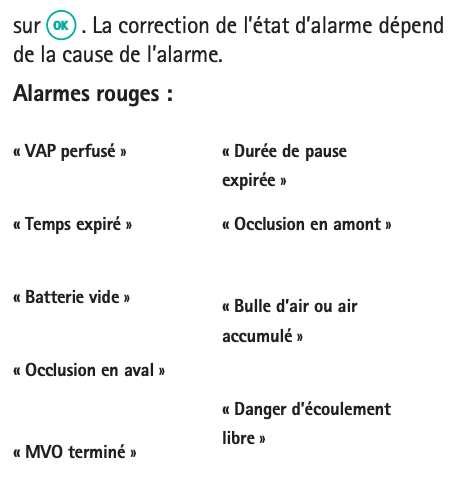 sur OK . La correction de l'état d'alarme dépend
de la cause de l'alarme.
Alarmes rouges :
« VAP perfusé »
« Temps expiré »
« Batterie vide »
« Occlusion en aval »
« MVO terminé »
« Durée de pause
expirée »
« Occlusion en amont »
« Bulle d'air ou air
accumulé »
« Danger d'écoulement
libre »